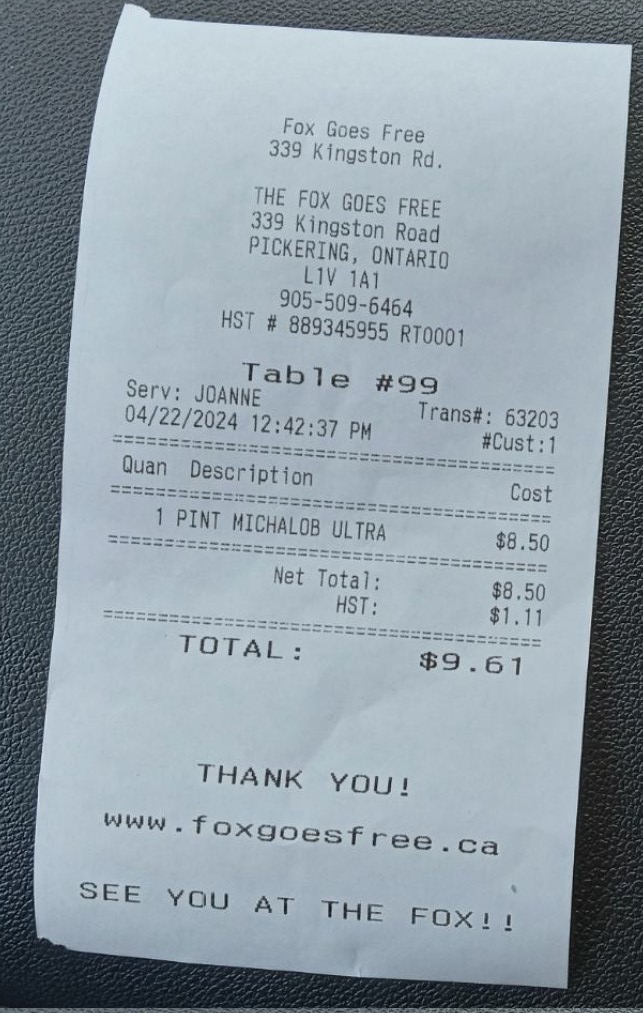 Fox Goes Free
339 Kingston Rd.
THE FOX GOES FREE
339 Kingston Road
PICKERING, ONTARIO
L1V 1A1
905-509-6464
HST # 889345955 RT0001
Table #99
Serv: JOANNE Trans#: 63203
04/22/2024 12:42:37 PM #Cust:1
Quan Description Cost
1 PINT MICHALOB ULTRA $8.50
Net Total: $8.50
HST: $1.11
TOTAL: $9.61
THANK YOU!
www.foxgoesfree.ca
SEE YOU AT THE FOX!!